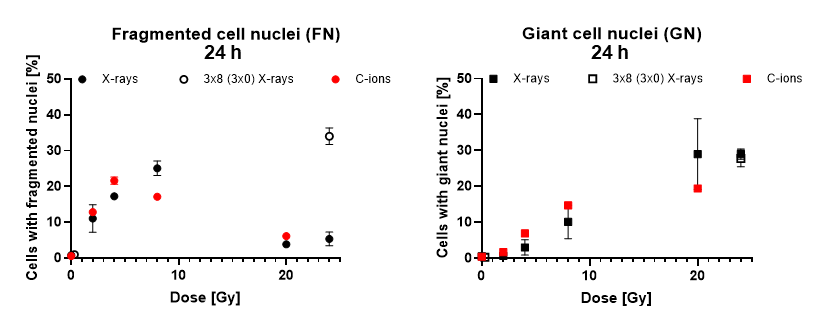 Fragmented cell nuclei (FN)
24 h
Cells with fragmented nuclei [%]
50
40
30
20
10
0
X-rays
3x8 (3x0) X-rays
C-ions
0
10
20
Dose [Gy]
Giant cell nuclei (GN)
24 h
Cells with giant nuclei [%]
50
40
30
20
10
0
X-rays
3x8 (3x0) X-rays
C-ions
0
10
20
Dose [Gy]